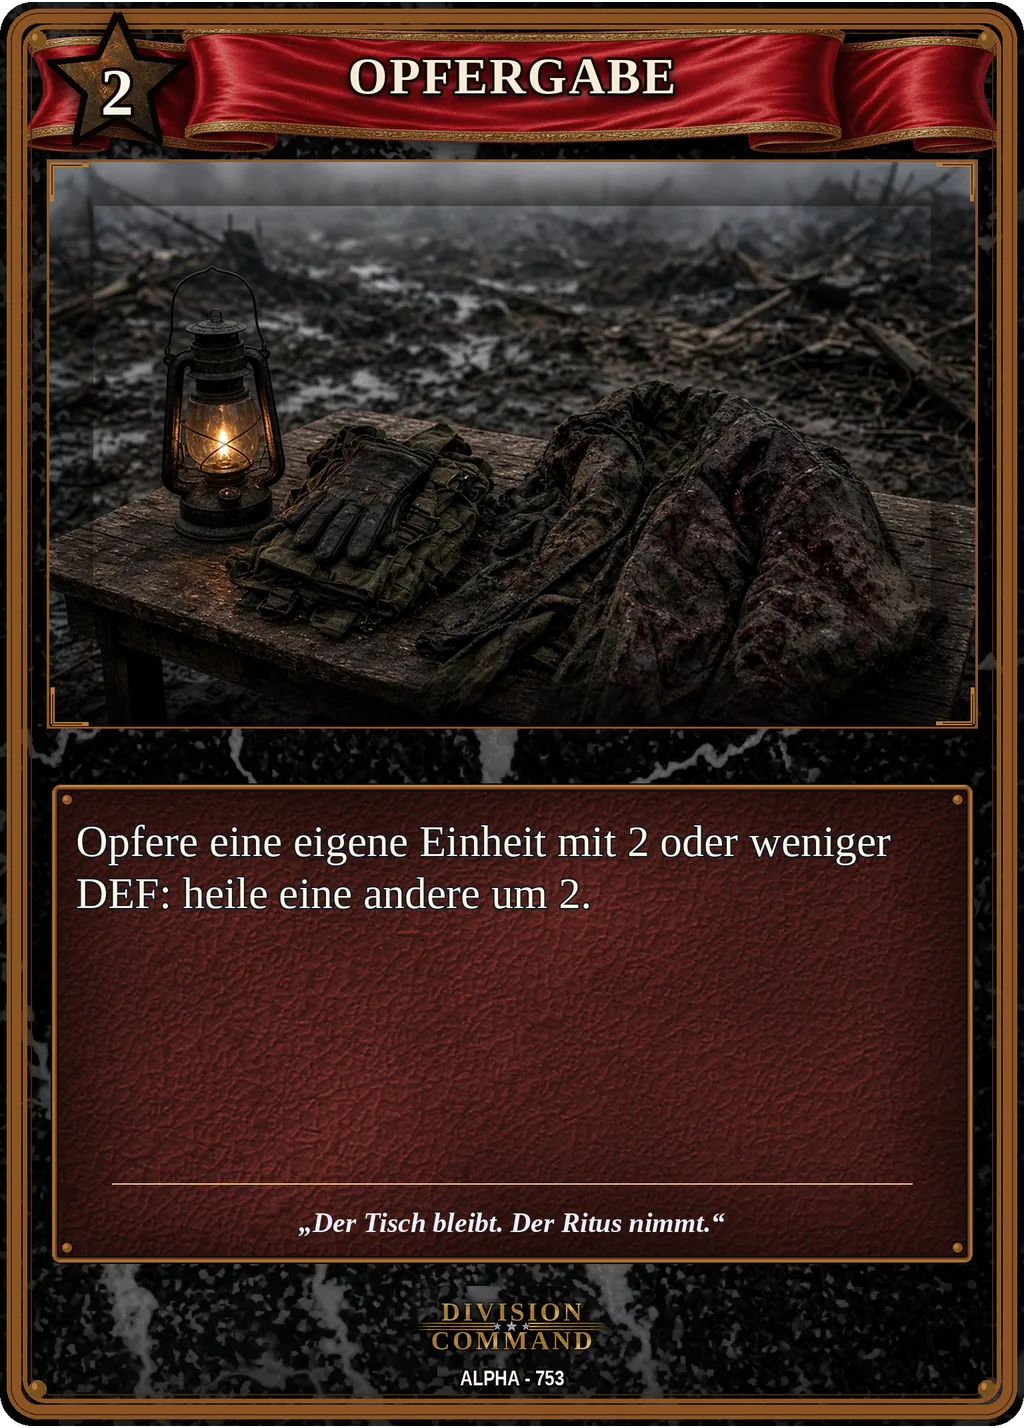 2
OPFERGABE
Opfere eine eigene Einheit mit 2 oder weniger
DEF: heile eine andere um 2.
„Der Tisch bleibt. Der Ritus nimmt.“
DIVISION
COMMAND
ALPHA - 753